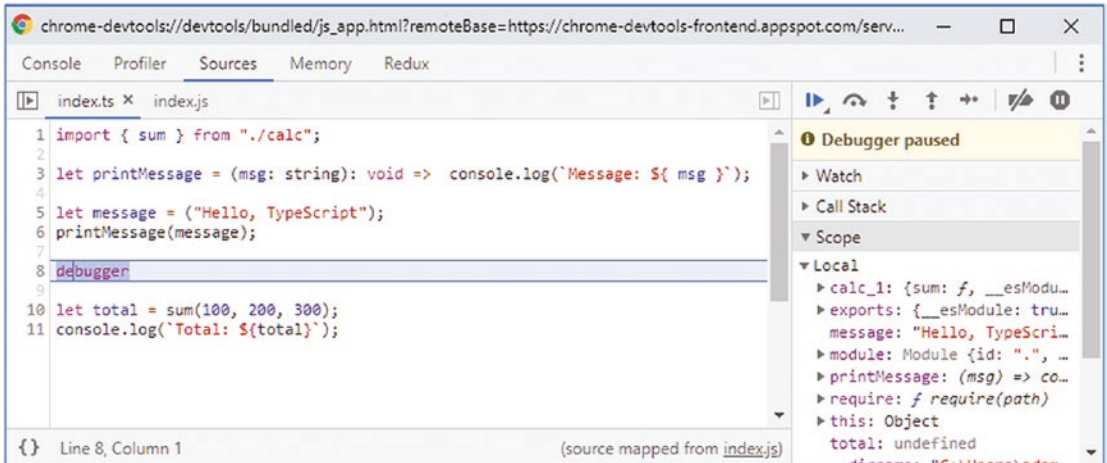 chrome-devtools://devtools/bundled/js_app.html?remoteBase=https://chrome-devtools-frontend.appspot.com/serv...
Console Profiler Sources Memory Redux
index.ts × index.js
1 import { sum } from "./calc";
2
3 let printMessage = (msg: string): void =>  console.log(`Message: ${ msg }`);
4
5 let message = ("Hello, TypeScript");
6 printMessage(message);
7
8 debugger
9
10 let total = sum(100, 200, 300);
11 console.log(`Total: ${total}`);
{} Line 8, Column 1 (source mapped from index.js)
Debugger paused
Watch
Call Stack
Scope
Local
calc_1: {sum: ƒ, __esModu…
exports: {__esModule: tru…
message: "Hello, TypeScri…
module: Module {id: ".", …
printMessage: (msg) => co…
require: ƒ require(path)
this: Object
total: undefined